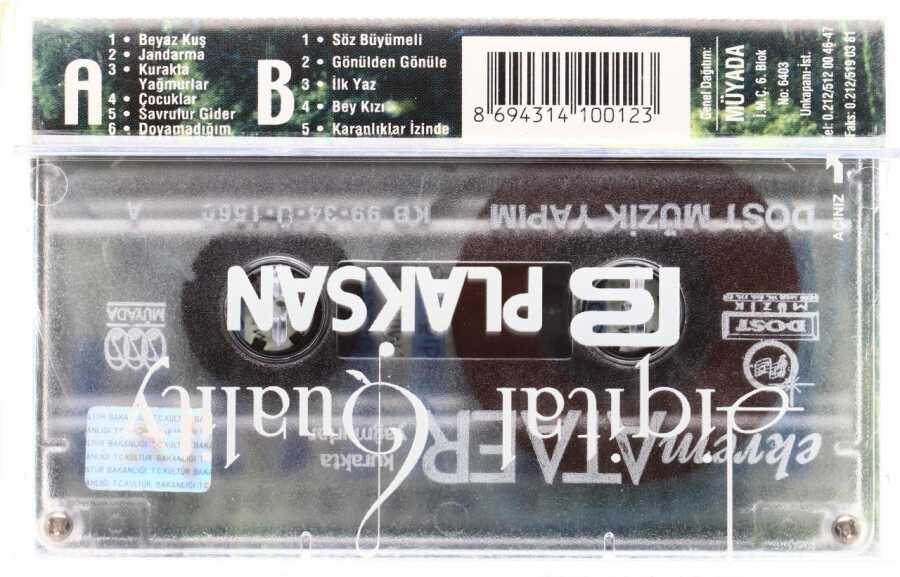 A
1 • Beyaz Kuş
2 • Jandarma
3 • Kurakta
Yağmurlar
4 • Çocuklar
5 • Savrulur Gider
6 • Doyamadığım
B
1 • Söz Büyümeli
2 • Gönülden Gönüle
3 • İlk Yaz
4 • Bey Kızı
5 • Karanlıklar İzinde
8 694314 100123
Genel Dağıtım:
MÜYADA
İ.M.Ç. 6. Blok
No: 6403
Unkapanı-İst.
Tel: 0.212/512 00 46-47
Faks: 0.212/519 03 81
AÇINIZ
DOST MÜZİK YAPIM
KB 99-34-Ü-156
A
PLAKSAN
Digital Quality
MÜYADA
DOST
MÜZİK
ekrem ATAER
kurakta
yağmurlar
T.C.KÜLTÜR BAKANLIĞI